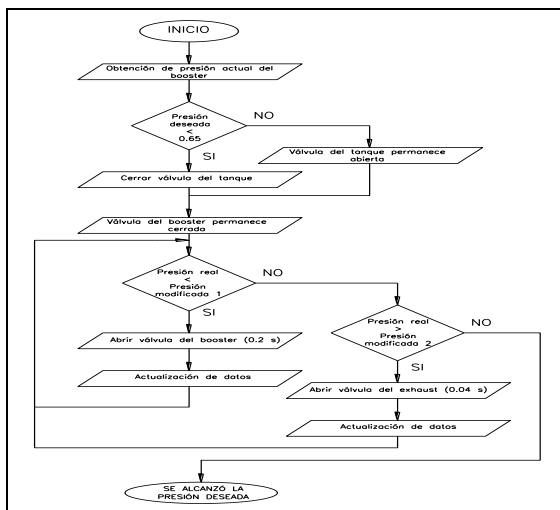 INICIO
Obtención de presión actual del
booster
Presión
deseada
<
0.65
NO
SI
Válvula del tanque permanece
abierta
Cerrar válvula del tanque
Válvula del booster permanece
cerrada
Presión real
<
Presión
modificada 1
NO
SI
Presión real
>
Presión
modificada 2
NO
SI
Abrir válvula del booster (0.2 s)
Actualización de datos
Abrir válvula del exhaust (0.04 s)
Actualización de datos
SE ALCANZÓ LA
PRESIÓN DESEADA